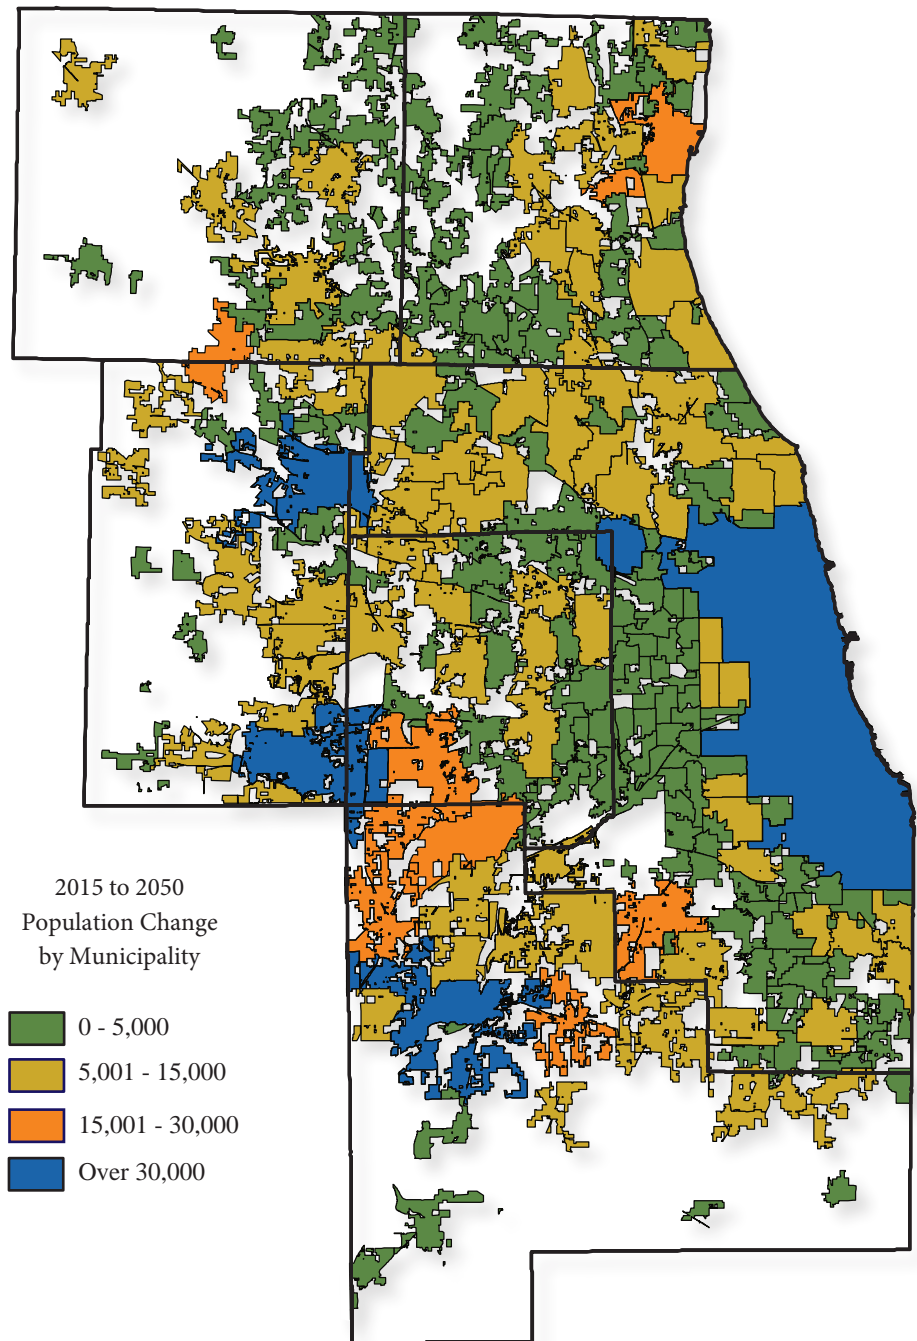 2015 to 2050
Population Change
by Municipality
0 - 5,000
5,001 - 15,000
15,001 - 30,000
Over 30,000